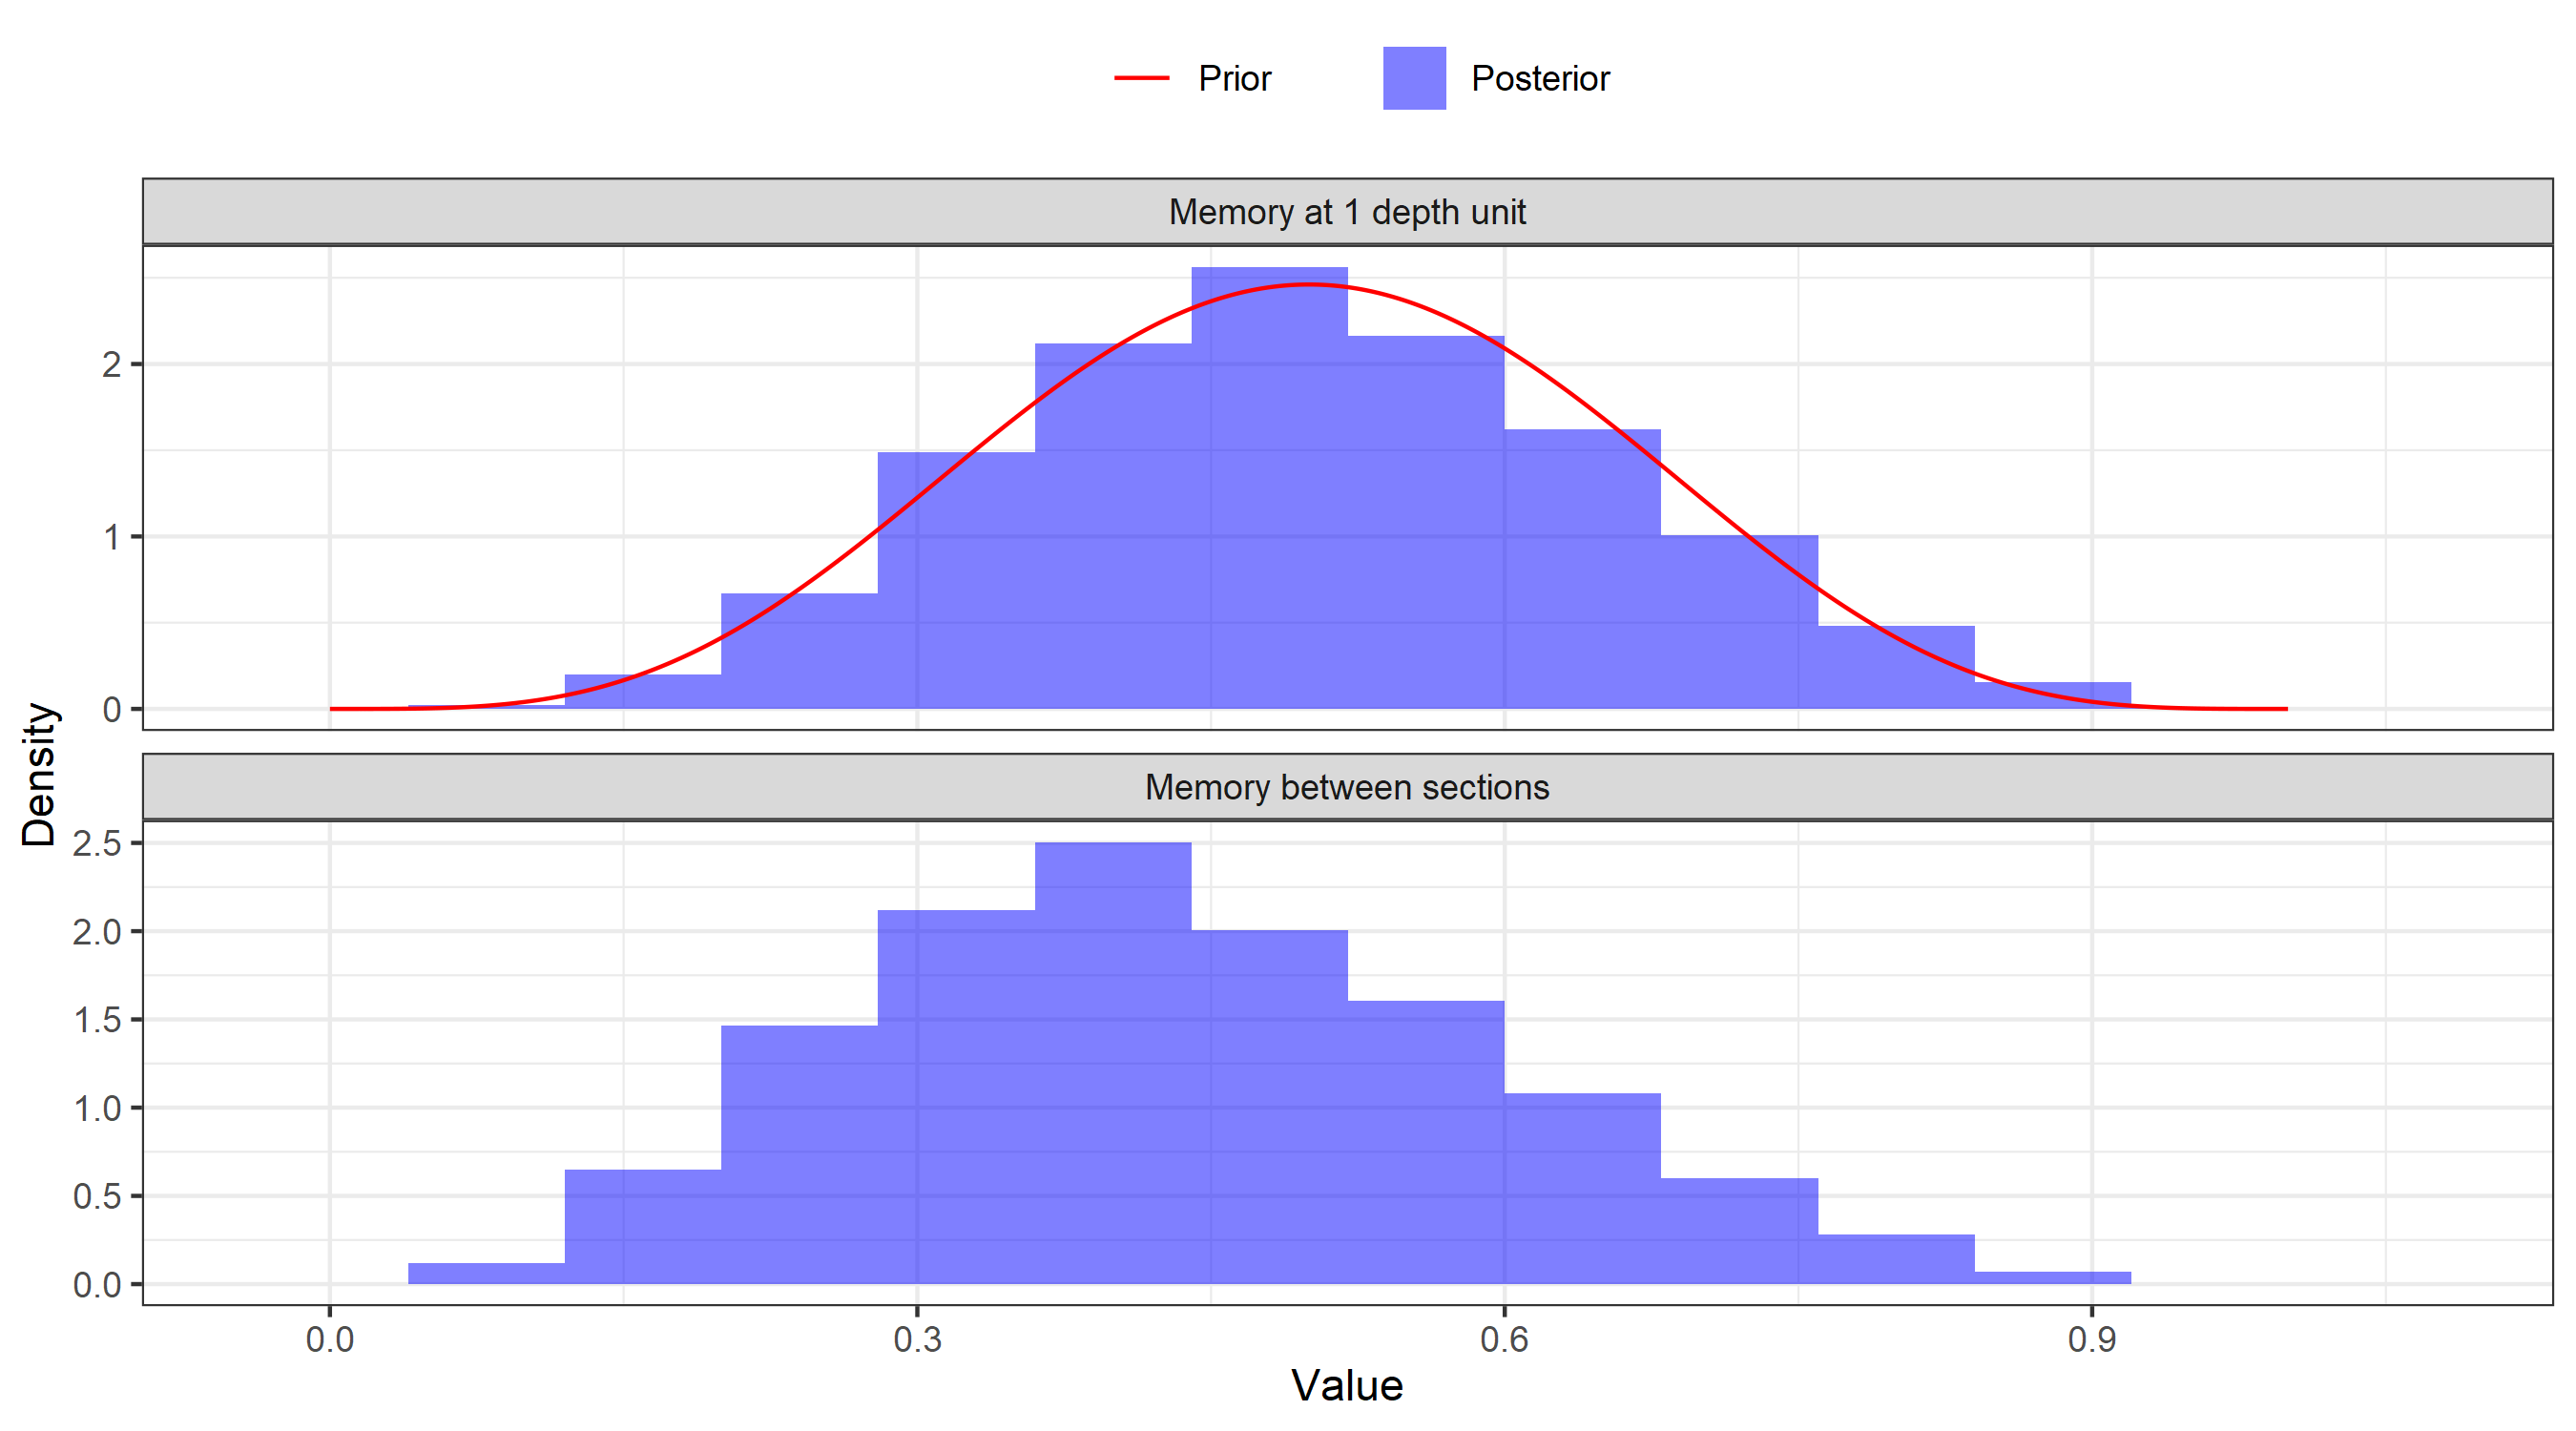 Prior Posterior
Memory at 1 depth unit
2
1
0
Memory between sections
2.5
2.0
1.5
1.0
0.5
0.0
0.0 0.3 0.6 0.9
Value
Density